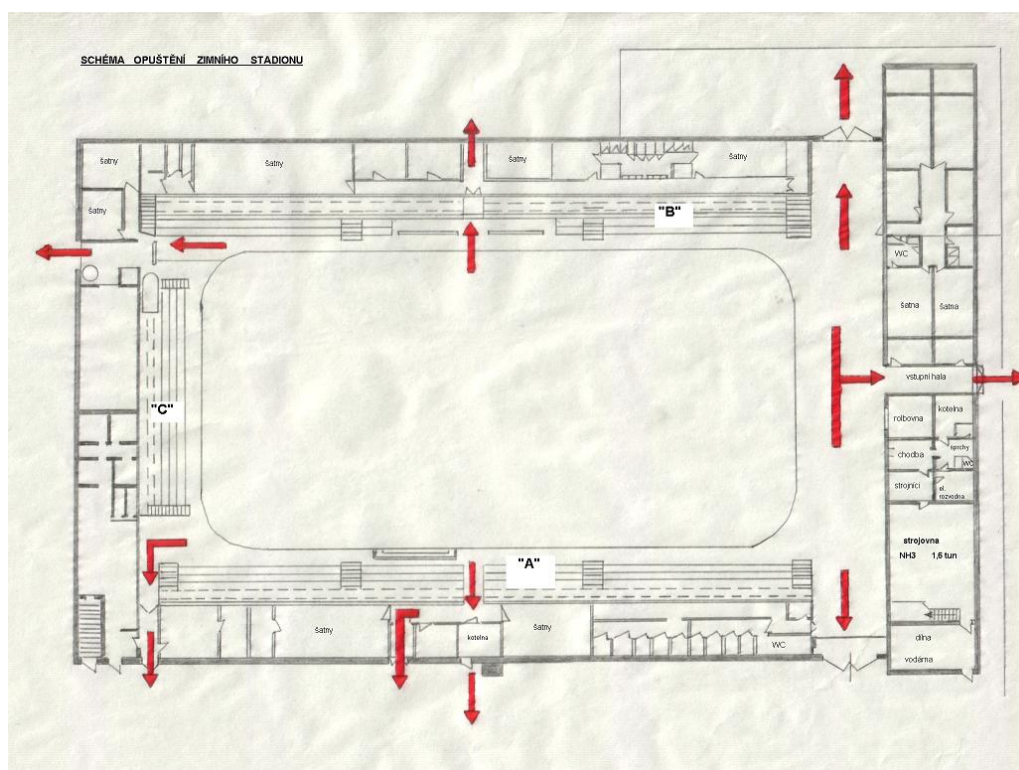 SCHÉMA OPUŠTĚNÍ ZIMNÍHO STADIONU
šatny
šatny
šatny
šatny
šatny
"B"
WC
šatna
šatna
vstupní hala
"C"
rolbovna
kotelna
chodba
sprchy
WC
strojníci
el.
rozvodna
strojovna
NH3 1,6 tun
"A"
šatny
kotelna
šatny
WC
dílna
vodárna